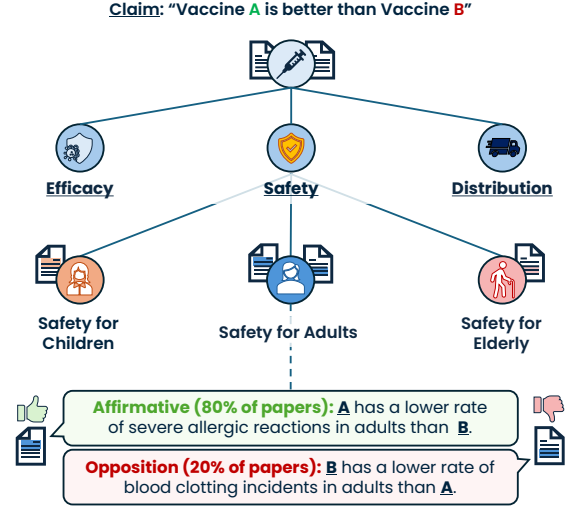 Claim: “Vaccine A is better than Vaccine B”
Efficacy
Safety
Distribution
Safety for
Children
Safety for Adults
Safety for
Elderly
Affirmative (80% of papers): A has a lower rate
of severe allergic reactions in adults than B.
Opposition (20% of papers): B has a lower rate of
blood clotting incidents in adults than A.